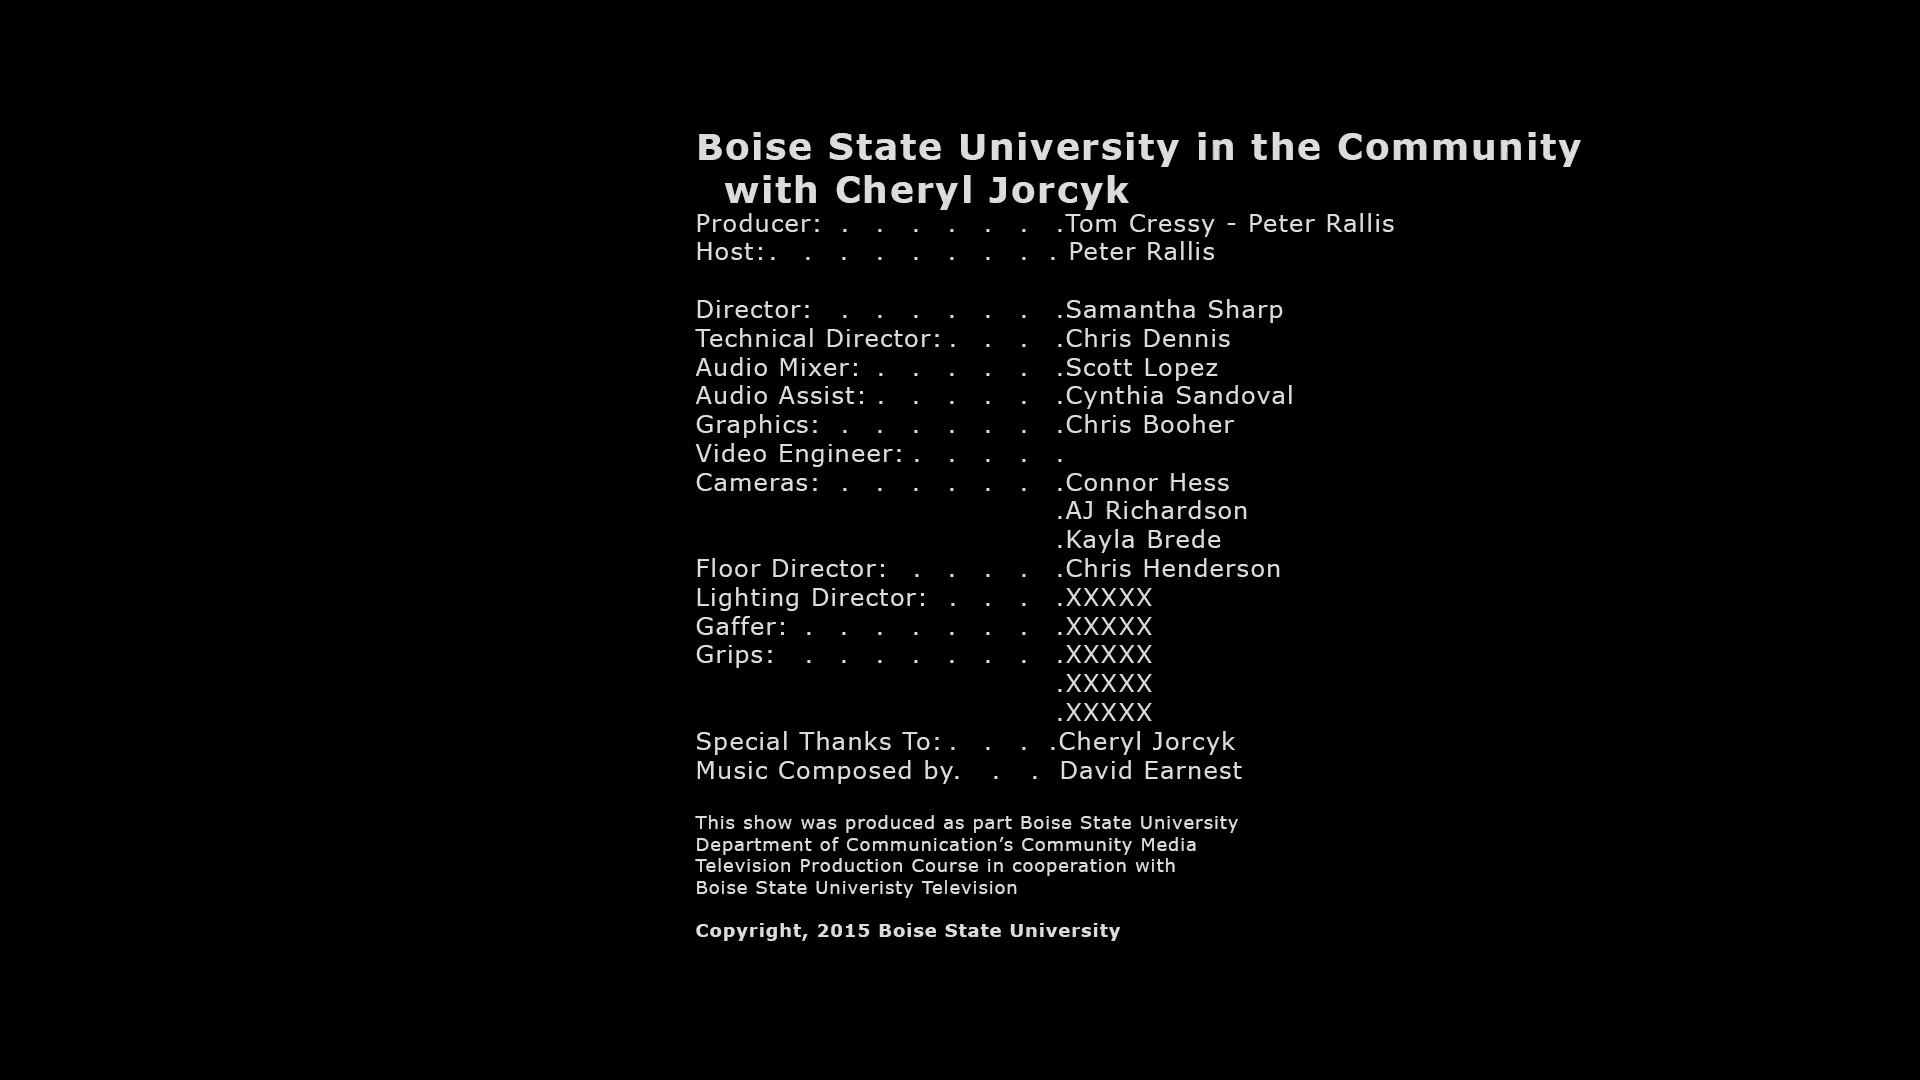 Boise State University in the Community
with Cheryl Jorcyk
Producer: . . . . . . .Tom Cressy - Peter Rallis
Host: . . . . . . . . . Peter Rallis
Director: . . . . . . .Samantha Sharp
Technical Director: . . . .Chris Dennis
Audio Mixer: . . . . . .Scott Lopez
Audio Assist: . . . . . .Cynthia Sandoval
Graphics: . . . . . . .Chris Booher
Video Engineer: . . . . .
Cameras: . . . . . . .Connor Hess
.AJ Richardson
.Kayla Brede
Floor Director: . . . . .Chris Henderson
Lighting Director: . . . .XXXXX
Gaffer: . . . . . . . .XXXXX
Grips: . . . . . . . .XXXXX
.XXXXX
.XXXXX
Special Thanks To: . . . .Cheryl Jorcyk
Music Composed by. . . David Earnest
This show was produced as part Boise State University
Department of Communication’s Community Media
Television Production Course in cooperation with
Boise State Univeristy Television
Copyright, 2015 Boise State University